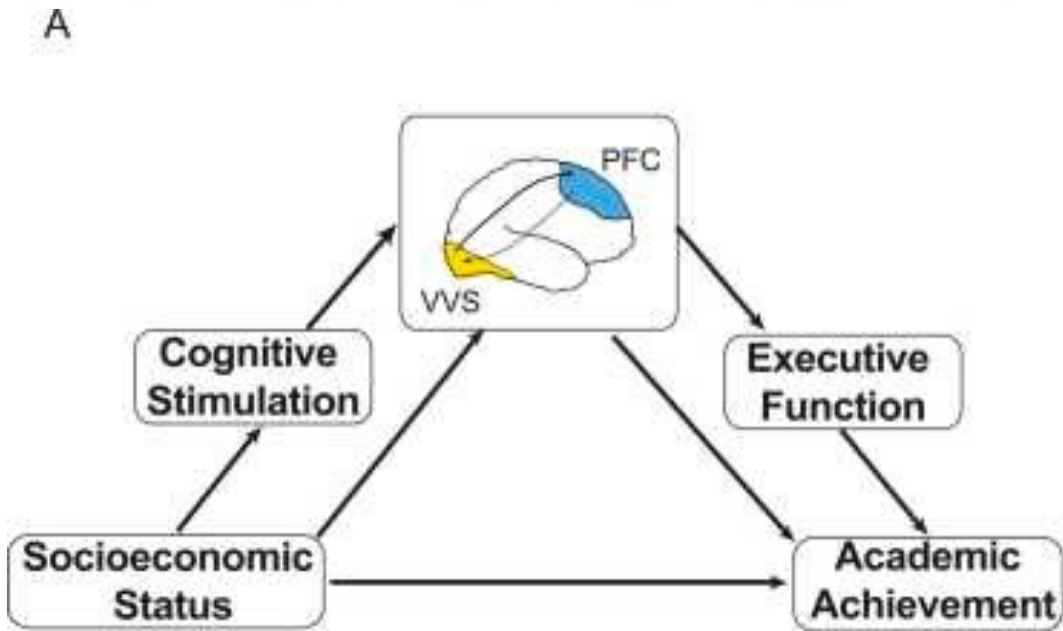 A
PFC
VVS
Cognitive
Stimulation
Executive
Function
Socioeconomic
Status
Academic
Achievement